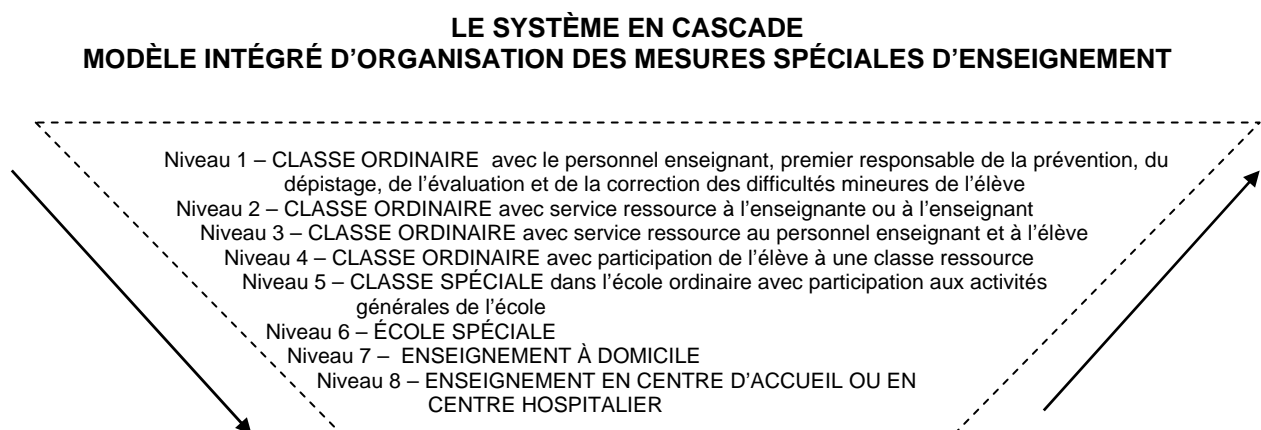 LE SYSTÈME EN CASCADE
MODÈLE INTÉGRÉ D'ORGANISATION DES MESURES SPÉCIALES D'ENSEIGNEMENT
Niveau 1 – CLASSE ORDINAIRE avec le personnel enseignant, premier responsable de la prévention, du
dépistage, de l'évaluation et de la correction des difficultés mineures de l'élève
Niveau 2 – CLASSE ORDINAIRE avec service ressource à l'enseignante ou à l'enseignant
Niveau 3 – CLASSE ORDINAIRE avec service ressource au personnel enseignant et à l'élève
Niveau 4 – CLASSE ORDINAIRE avec participation de l'élève à une classe ressource
Niveau 5 – CLASSE SPÉCIALE dans l'école ordinaire avec participation aux activités
générales de l'école
Niveau 6 – ÉCOLE SPÉCIALE
Niveau 7 – ENSEIGNEMENT À DOMICILE
Niveau 8 – ENSEIGNEMENT EN CENTRE D'ACCUEIL OU EN
CENTRE HOSPITALIER